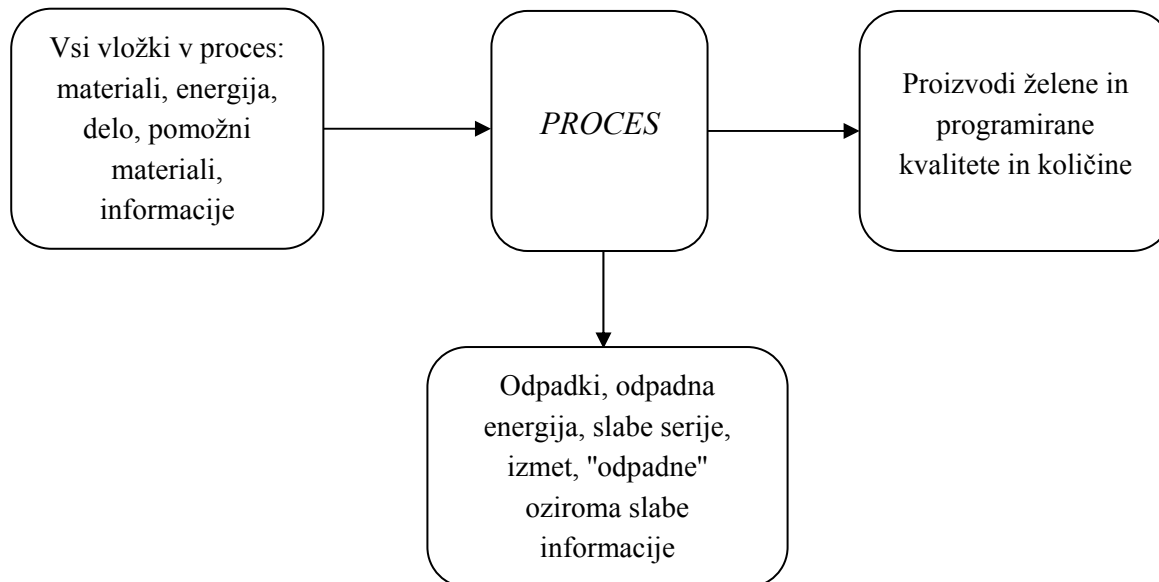 Vsi vložki v proces:
materiali, energija,
delo, pomožni
materiali,
informacije
PROCES
Proizvodi želene in
programirane
kvalitete in količine
Odpadki, odpadna
energija, slabe serije,
izmet, "odpadne"
oziroma slabe
informacije